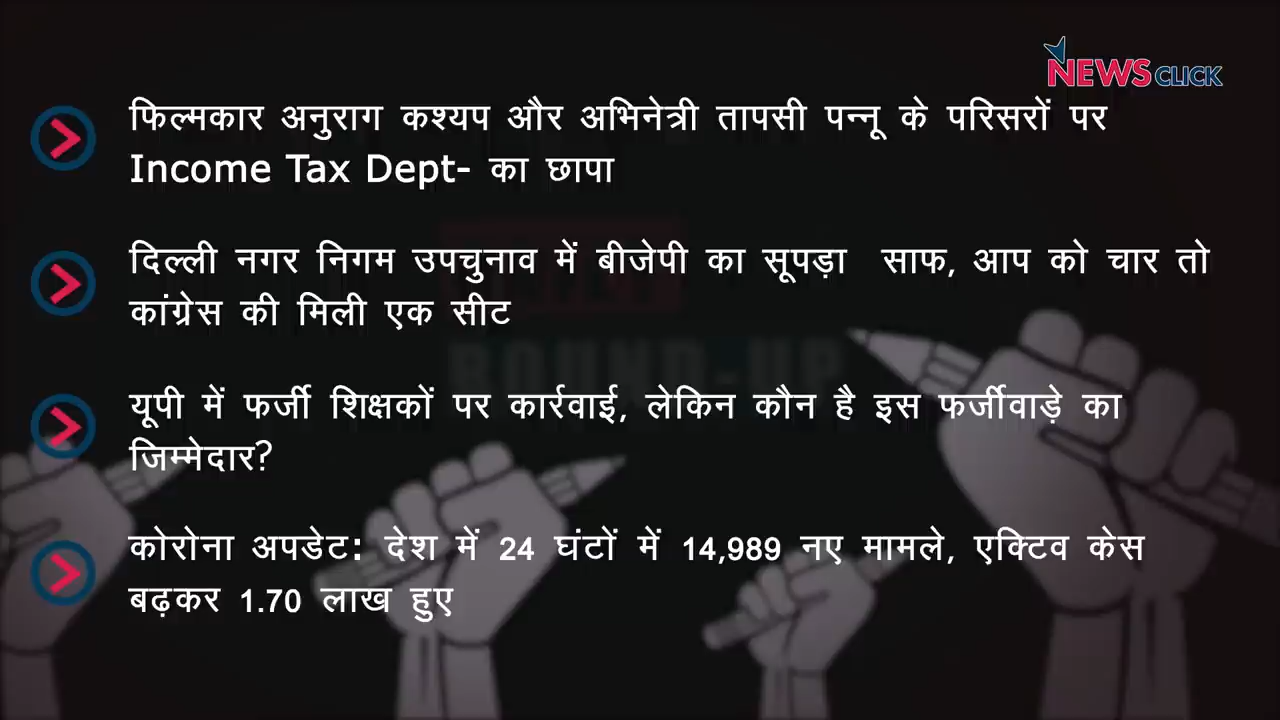 NEWSCLICK
फिल्मकार अनुराग कश्यप और अभिनेत्री तापसी पन्नू के परिसरों पर
Income Tax Dept- का छापा
दिल्ली नगर निगम उपचुनाव में बीजेपी का सूपड़ा साफ, आप को चार तो
कांग्रेस की मिली एक सीट
यूपी में फर्जी शिक्षकों पर कार्रवाई, लेकिन कौन है इस फर्जीवाड़े का
जिम्मेदार?
कोरोना अपडेट: देश में 24 घंटों में 14,989 नए मामले, एक्टिव केस
बढ़कर 1.70 लाख हुए
ROUND-UP